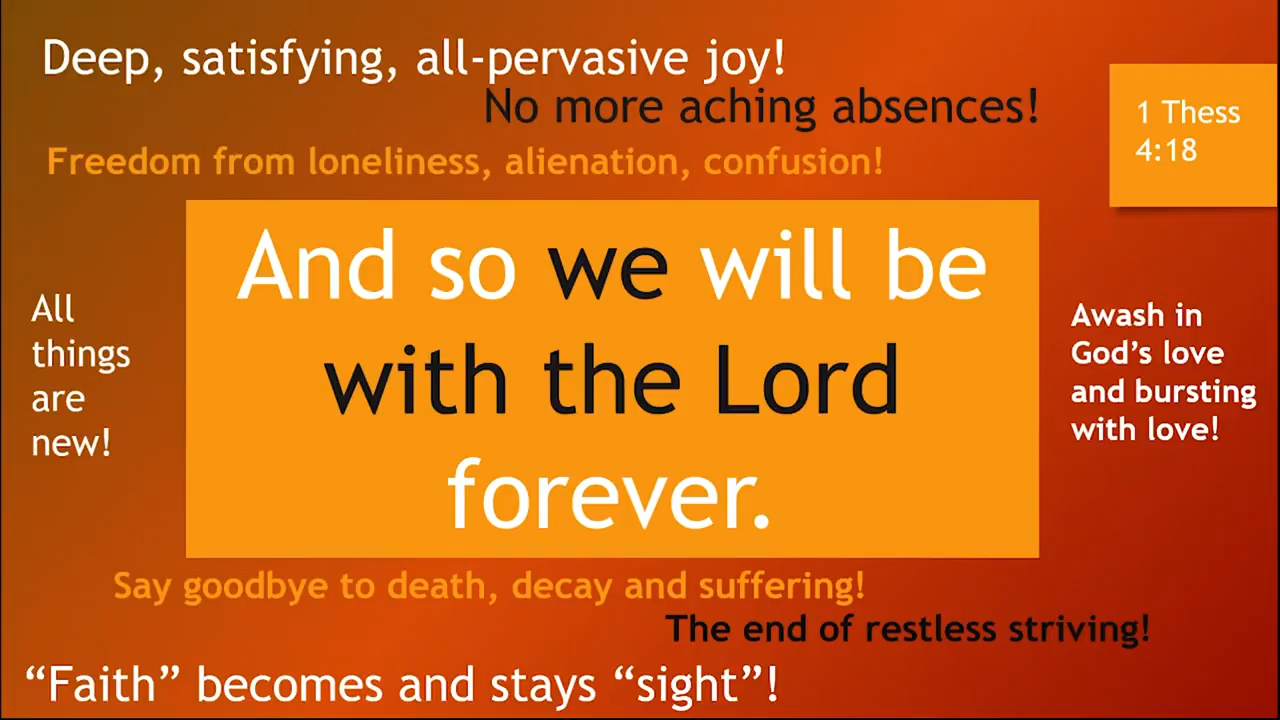 Deep, satisfying, all-pervasive joy!
No more aching absences!
1 Thess
4:18
Freedom from loneliness, alienation, confusion!
And so we will be
with the Lord
forever.
All
things
are
new!
Awash in
God's love
and bursting
with love!
Say goodbye to death, decay and suffering!
The end of restless striving!
“Faith” becomes and stays “sight”!